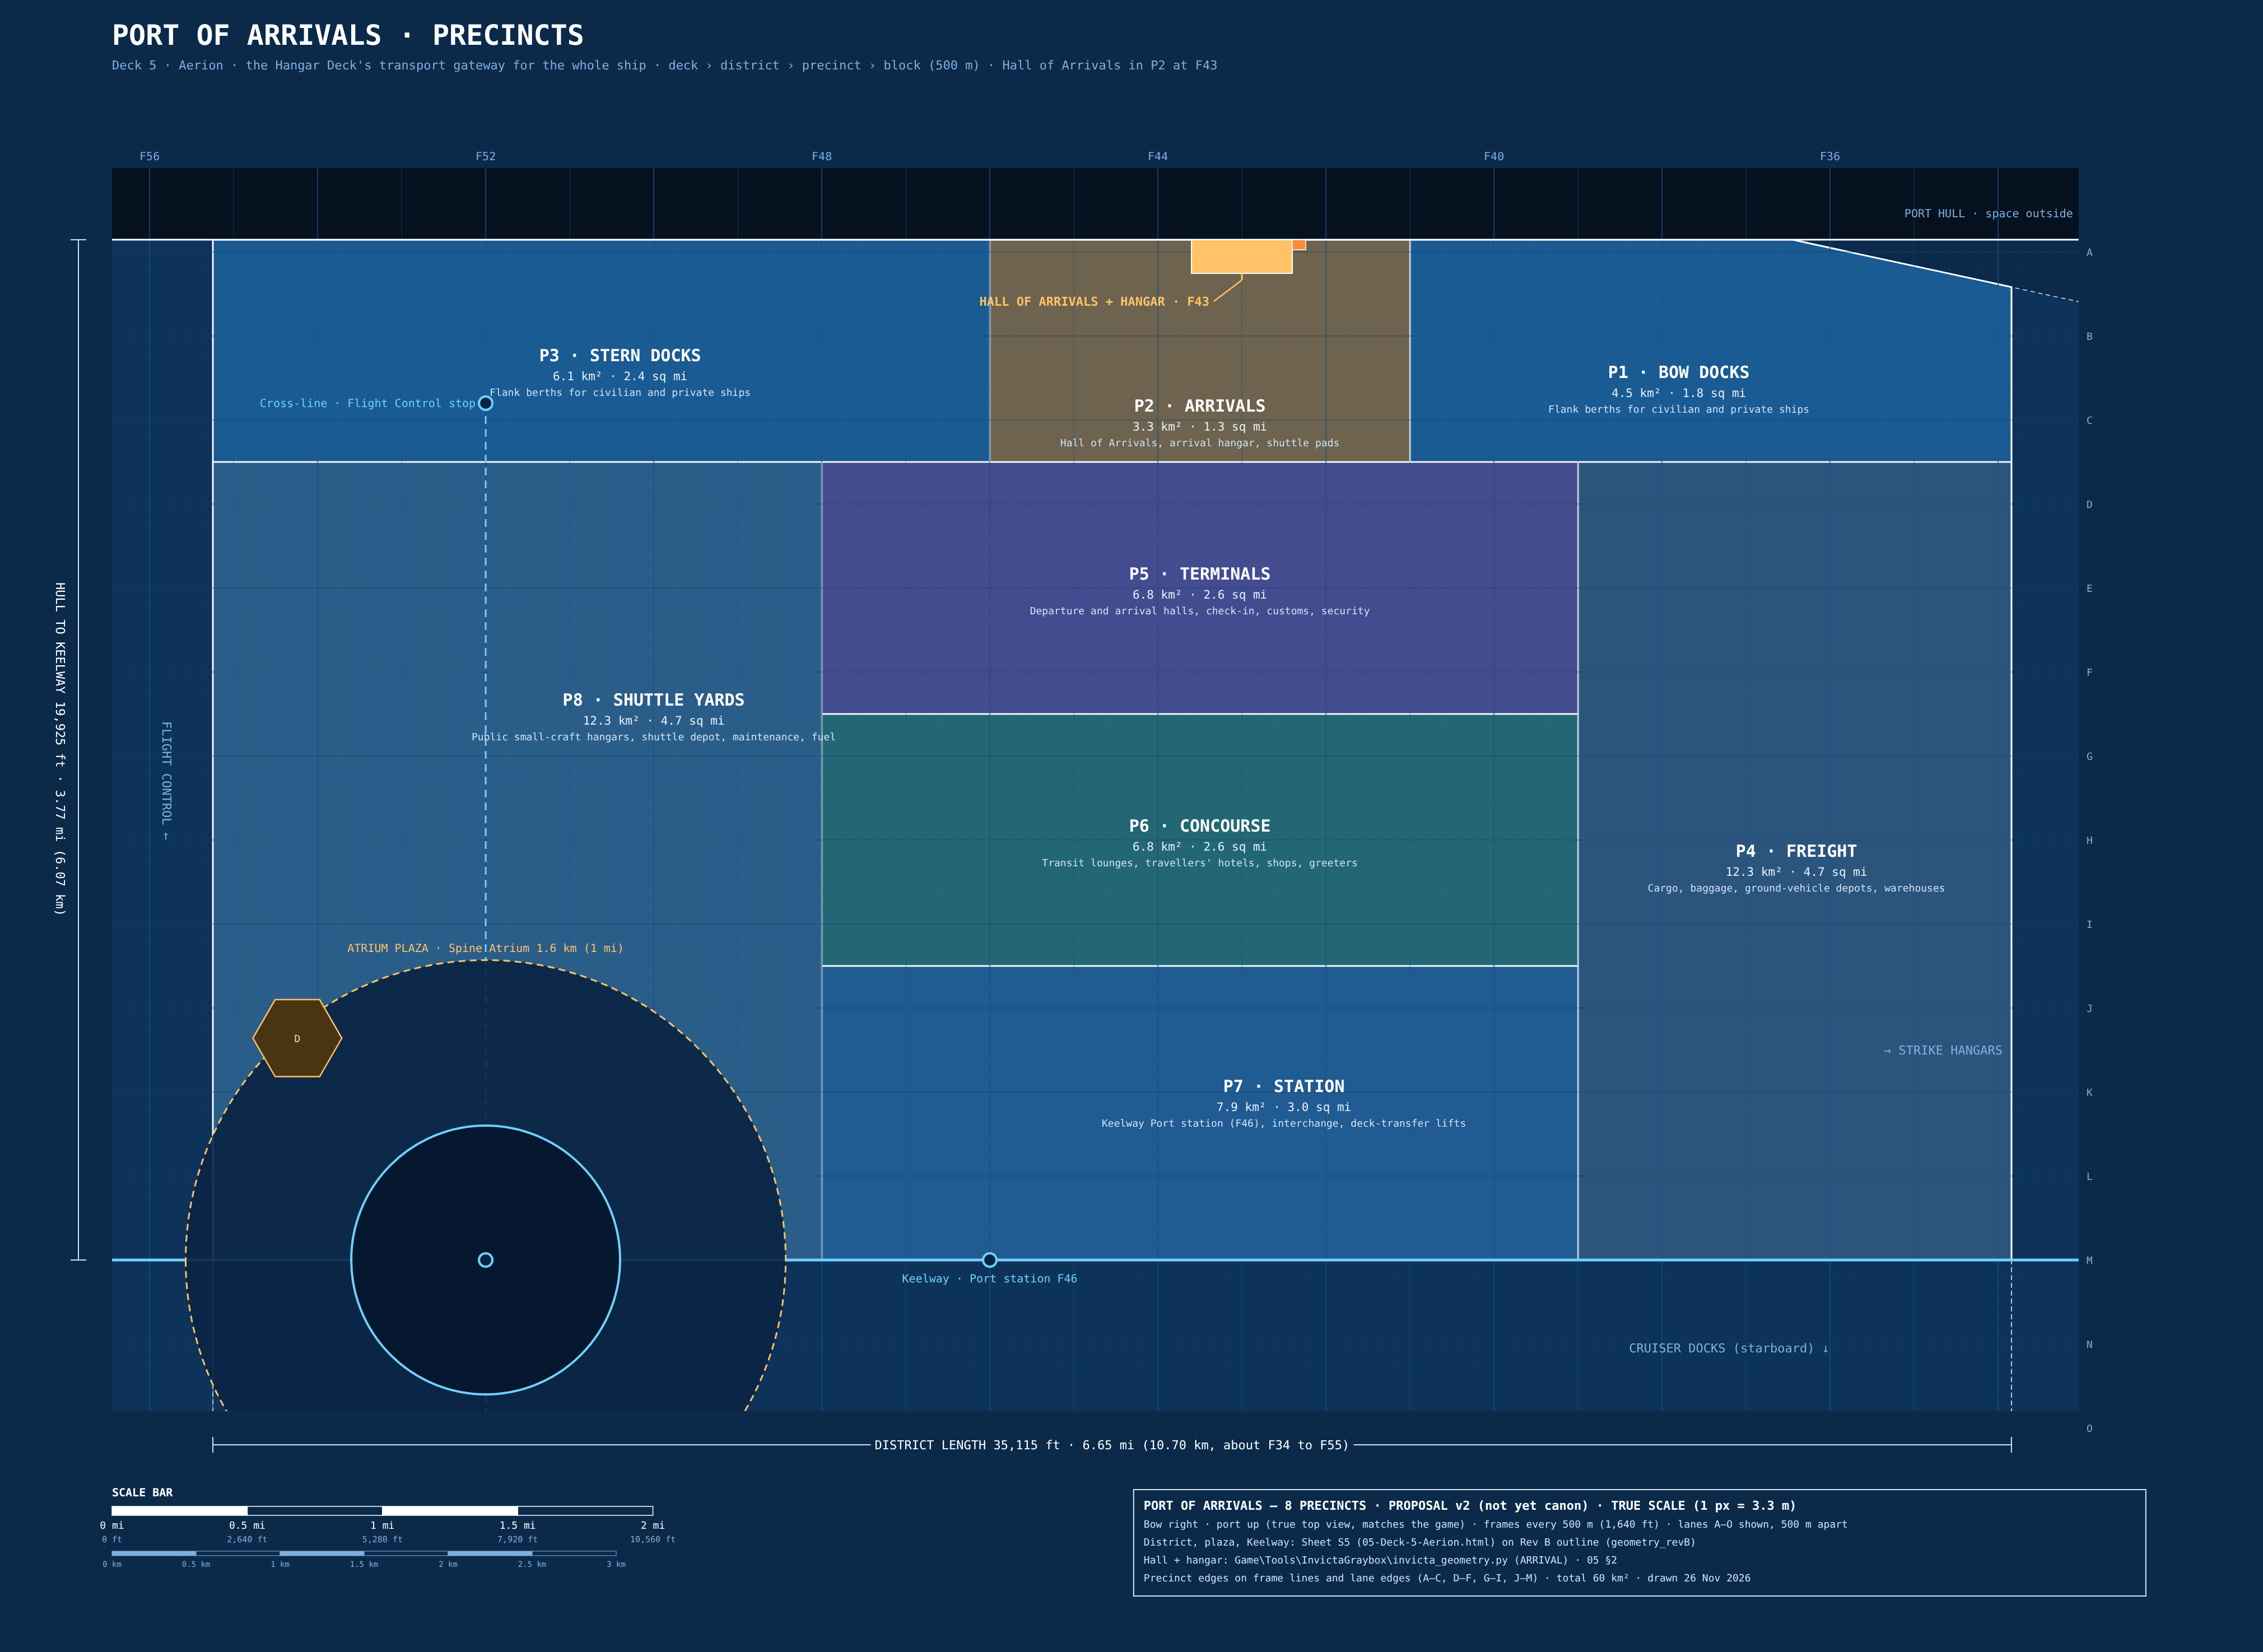 PORT OF ARRIVALS · PRECINCTS
Deck 5 · Aerion · the Hangar Deck's transport gateway for the whole ship · deck › district › precinct › block (500 m) · Hall of Arrivals in P2 at F43
F56
F52
F48
F44
F40
F36
PORT HULL · space outside
A
B
C
D
E
F
G
H
I
J
K
L
M
N
O
HALL OF ARRIVALS + HANGAR · F43
P3 · STERN DOCKS
6.1 km² · 2.4 sq mi
Flank berths for civilian and private ships
Cross-line · Flight Control stop
P2 · ARRIVALS
3.3 km² · 1.3 sq mi
Hall of Arrivals, arrival hangar, shuttle pads
P1 · BOW DOCKS
4.5 km² · 1.8 sq mi
Flank berths for civilian and private ships
P5 · TERMINALS
6.8 km² · 2.6 sq mi
Departure and arrival halls, check-in, customs, security
HULL TO KEELWAY 19,925 ft · 3.77 mi (6.07 km)
FLIGHT CONTROL ←
P8 · SHUTTLE YARDS
12.3 km² · 4.7 sq mi
Public small-craft hangars, shuttle depot, maintenance, fuel
P6 · CONCOURSE
6.8 km² · 2.6 sq mi
Transit lounges, travellers' hotels, shops, greeters
P4 · FREIGHT
12.3 km² · 4.7 sq mi
Cargo, baggage, ground-vehicle depots, warehouses
ATRIUM PLAZA · Spine Atrium 1.6 km (1 mi)
D
→ STRIKE HANGARS
P7 · STATION
7.9 km² · 3.0 sq mi
Keelway Port station (F46), interchange, deck-transfer lifts
Keelway · Port station F46
CRUISER DOCKS (starboard) ↓
DISTRICT LENGTH 35,115 ft · 6.65 mi (10.70 km, about F34 to F55)
SCALE BAR
0 mi 0.5 mi 1 mi 1.5 mi 2 mi
0 ft 2,640 ft 5,280 ft 7,920 ft 10,560 ft
0 km 0.5 km 1 km 1.5 km 2 km 2.5 km 3 km
PORT OF ARRIVALS — 8 PRECINCTS · PROPOSAL v2 (not yet canon) · TRUE SCALE (1 px = 3.3 m)
Bow right · port up (true top view, matches the game) · frames every 500 m (1,640 ft) · lanes A–O shown, 500 m apart
District, plaza, Keelway: Sheet S5 (05-Deck-5-Aerion.html) on Rev B outline (geometry_revB)
Hall + hangar: Game\Tools\InvictaGraybox\invicta_geometry.py (ARRIVAL) · 05 §2
Precinct edges on frame lines and lane edges (A–C, D–F, G–I, J–M) · total 60 km² · drawn 26 Nov 2026